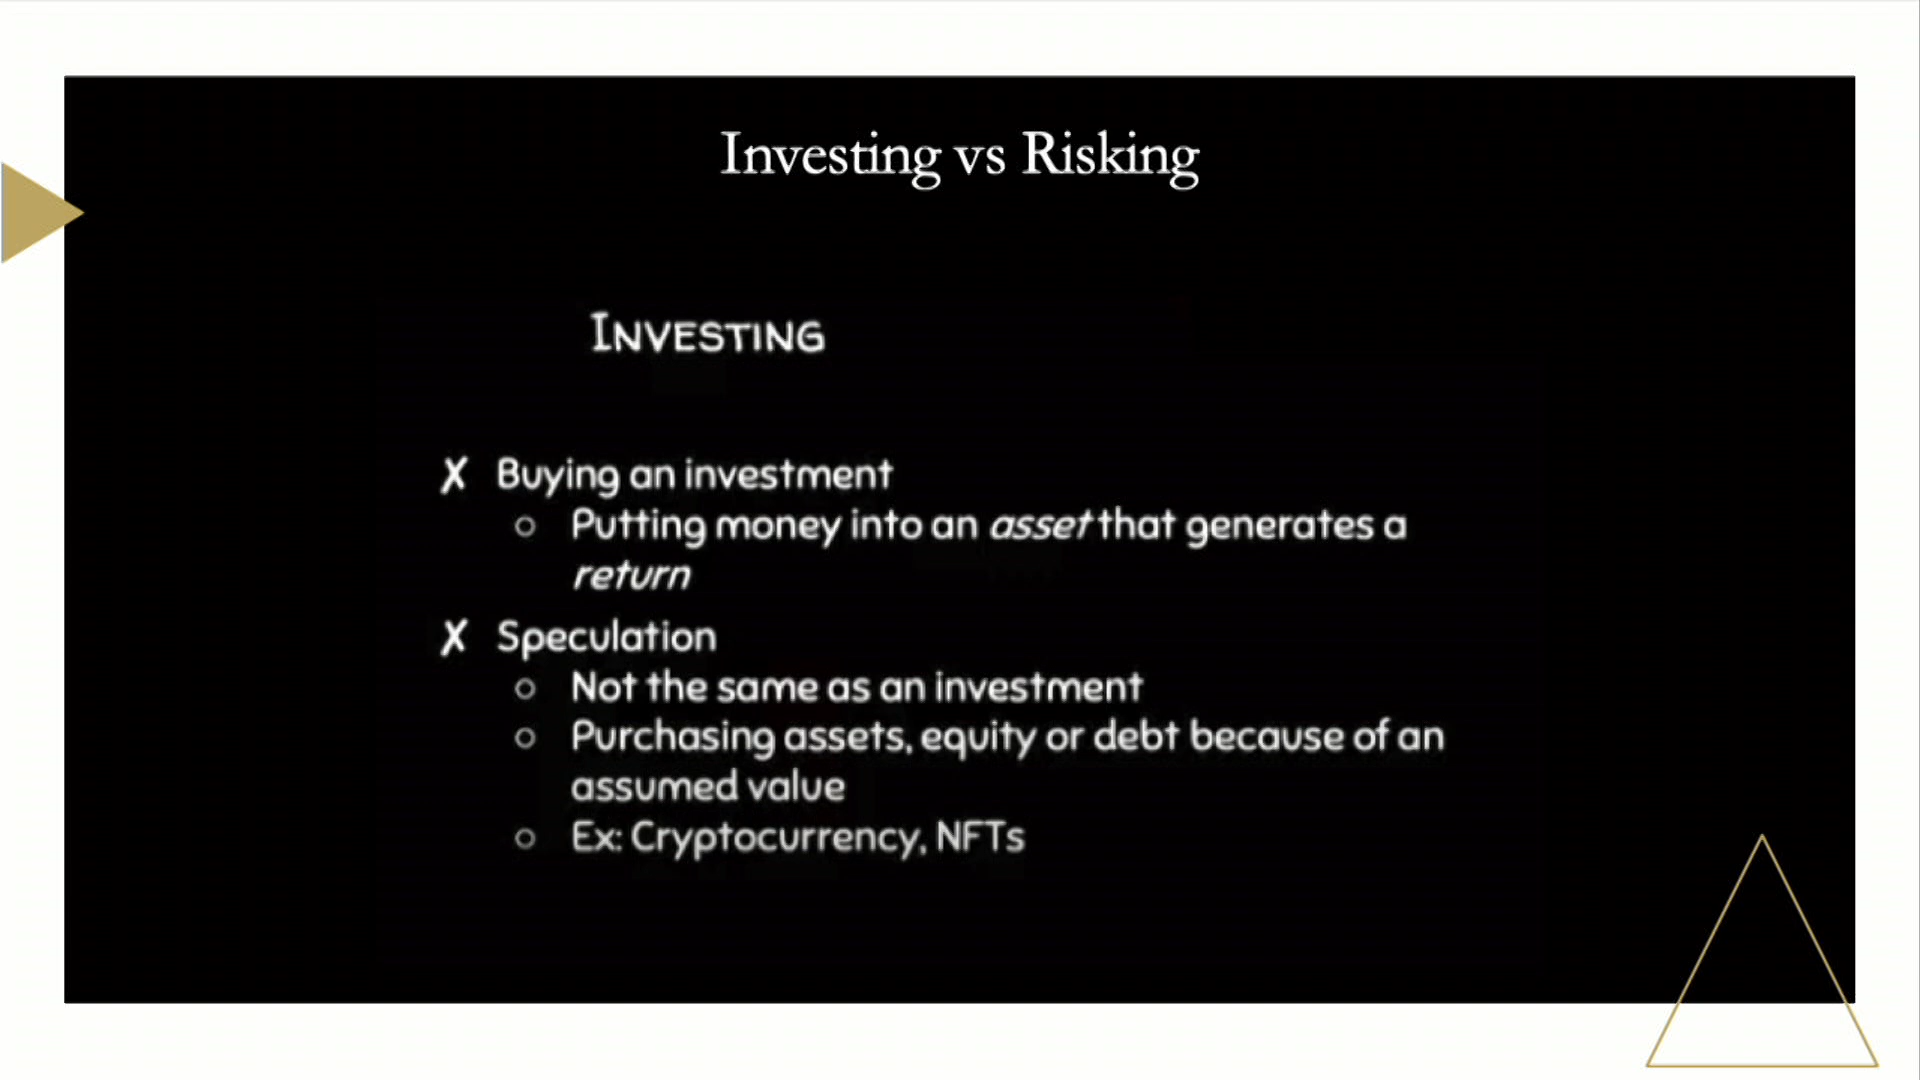 Investing vs Risking
INVESTING
✗ Buying an investment
○ Putting money into an asset that generates a
return
✗ Speculation
○ Not the same as an investment
○ Purchasing assets, equity or debt because of an
assumed value
○ Ex: Cryptocurrency, NFTs